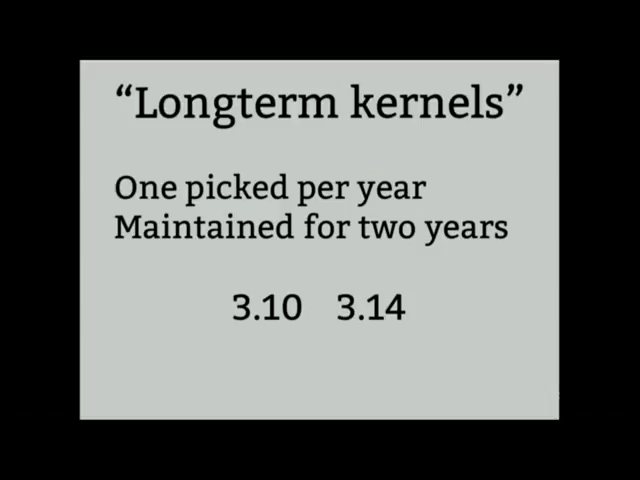 “Longterm kernels”
One picked per year
Maintained for two years
3.10 3.14